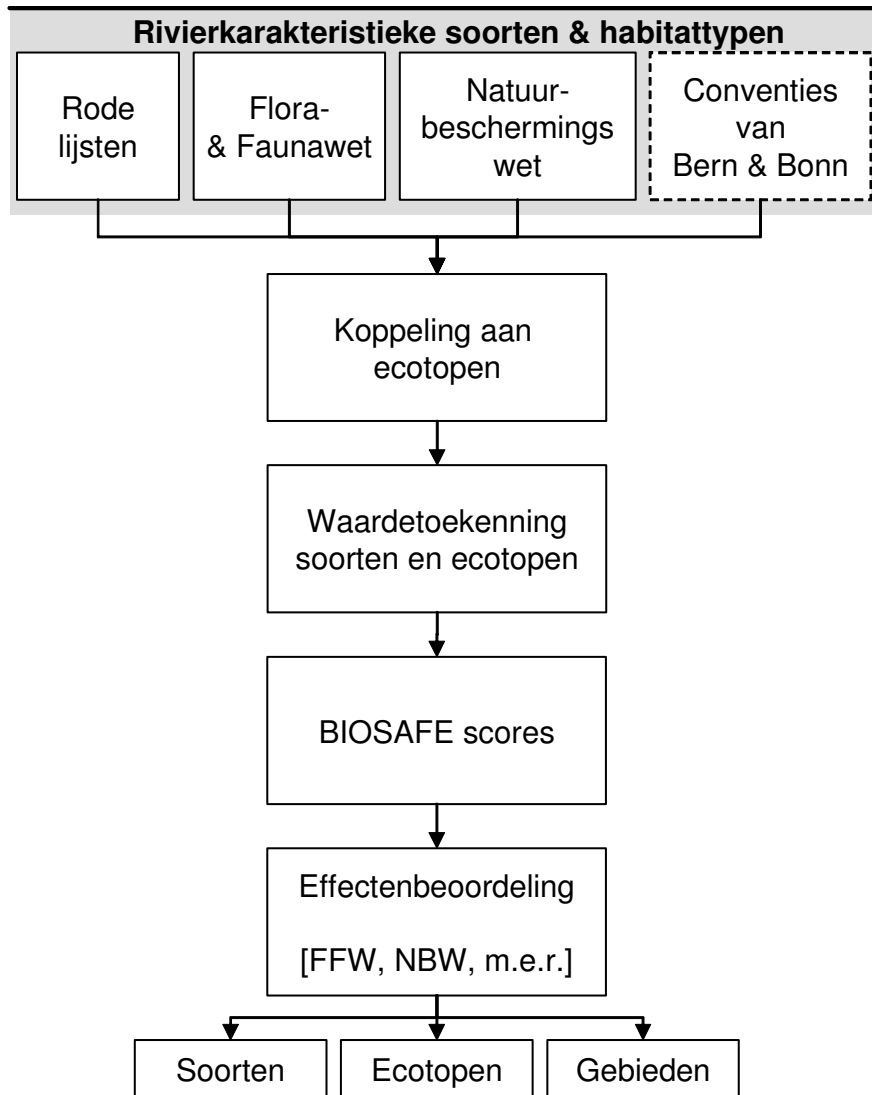 Rivierkarakteristieke soorten & habitattypen
Rode
lijsten
Flora-
& Faunawet
Natuur-
beschermings
wet
Conventies
van
Bern & Bonn
Koppeling aan
ecotopen
Waardetoekenning
soorten en ecotopen
BIOSAFE scores
Effectenbeoordeling
[FFW, NBW, m.e.r.]
Soorten
Ecotopen
Gebieden